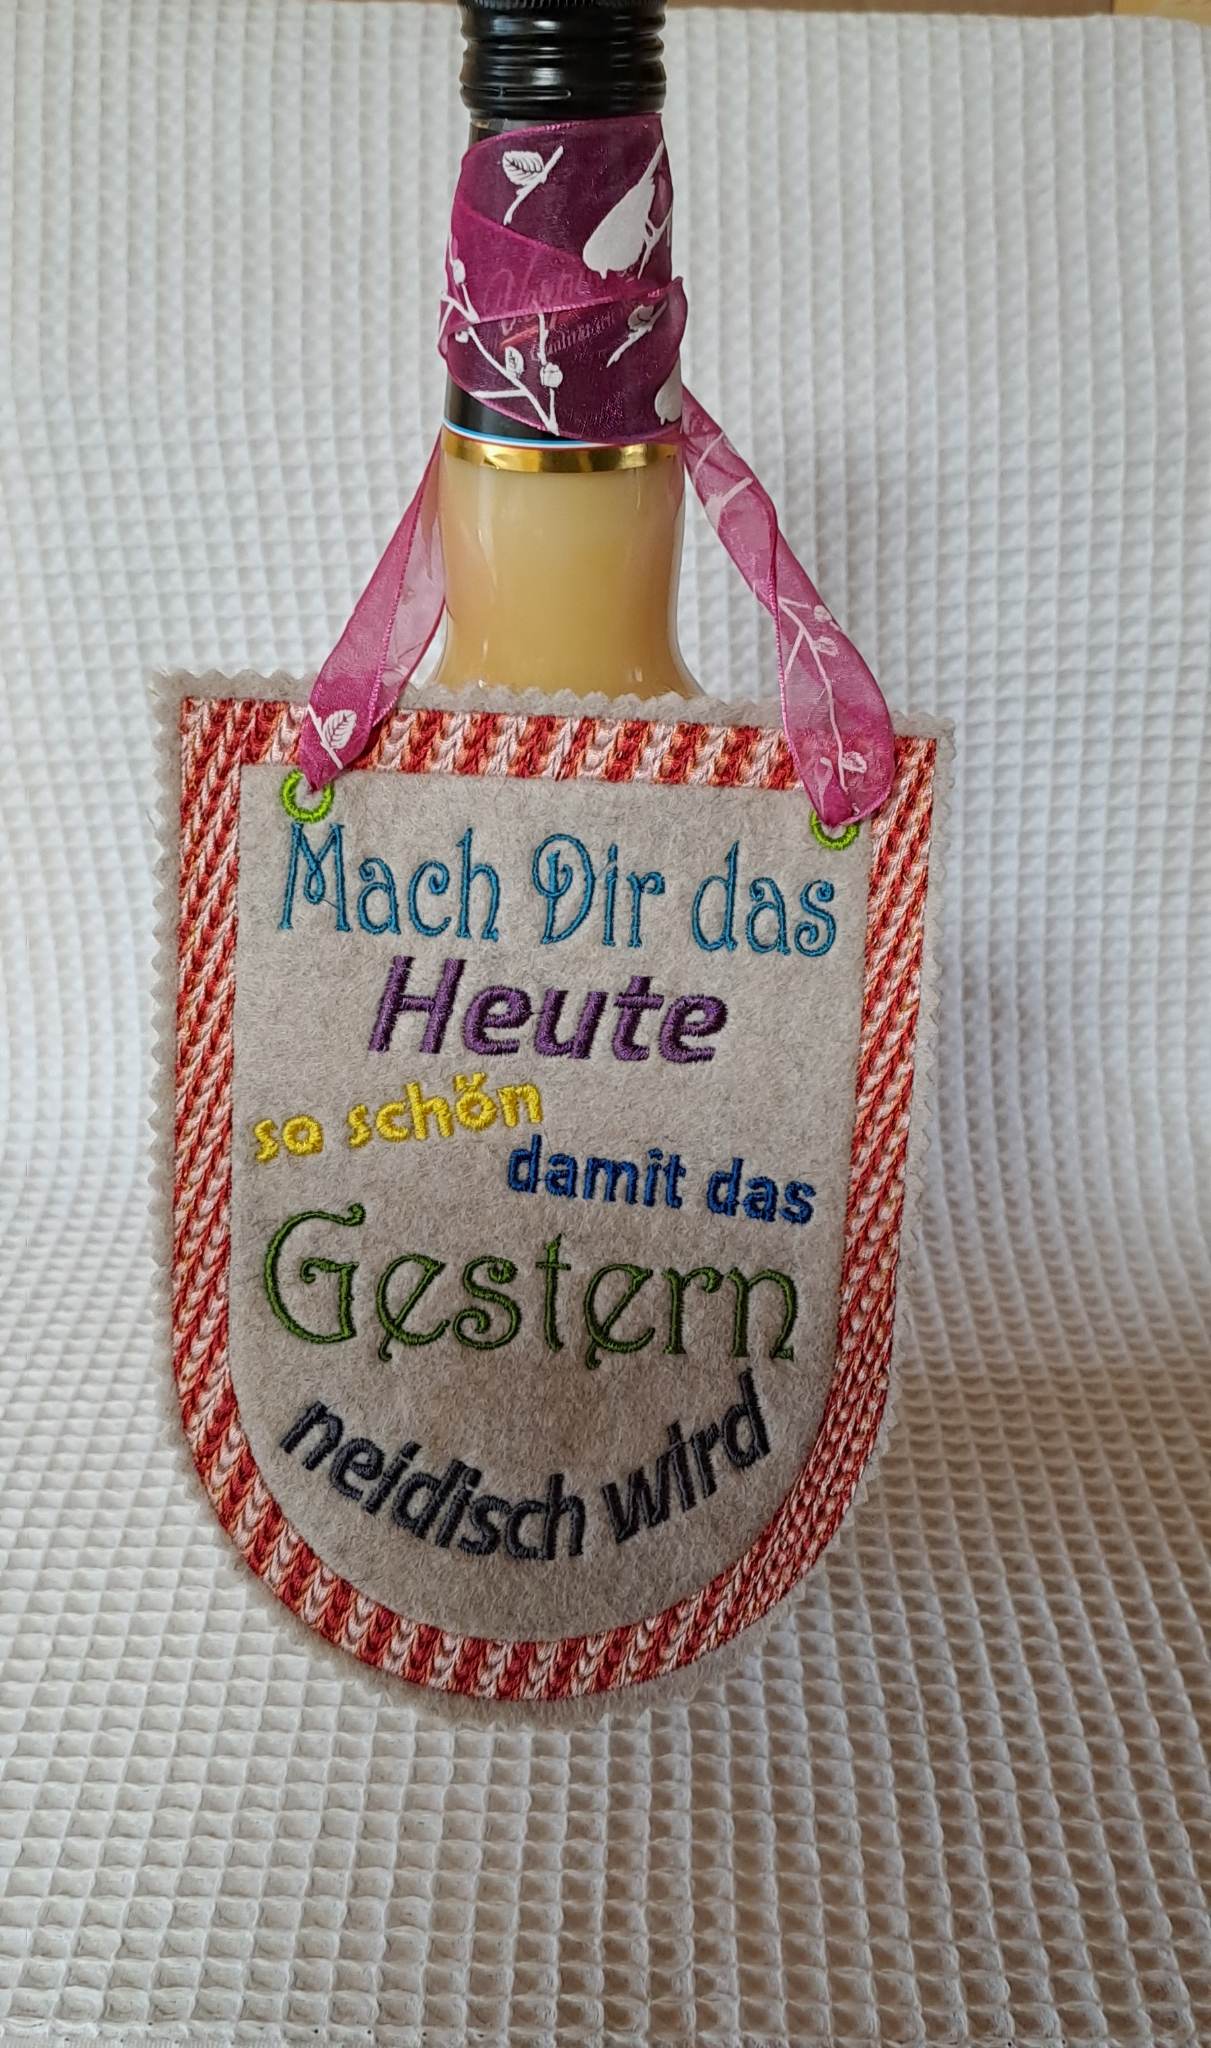 Mach Dir das
Heute
so schön
damit das
Gestern
neidisch wird